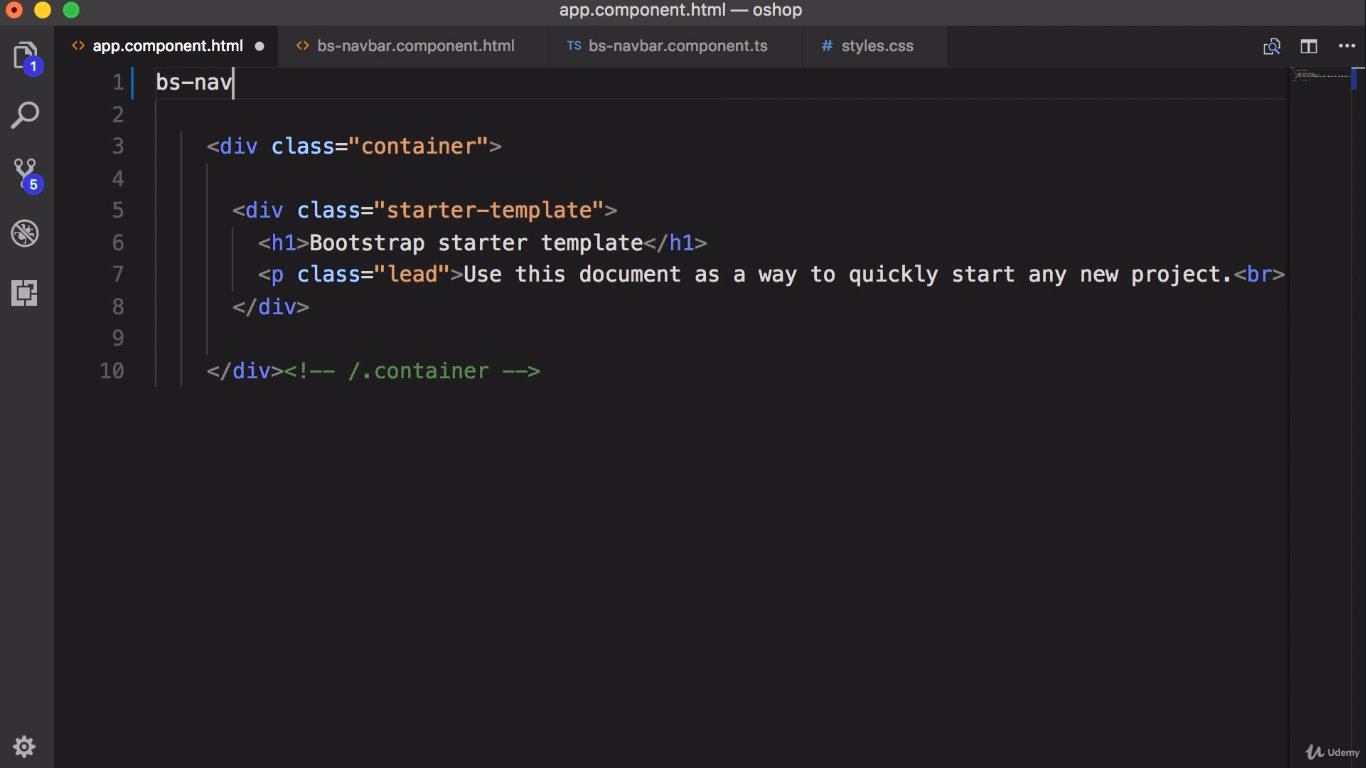 app.component.html — oshop
<> app.component.html ● <> bs-navbar.component.html TS bs-navbar.component.ts # styles.css
1
5
1 bs-nav
2
3 <div class="container">
4
5 <div class="starter-template">
6 <h1>Bootstrap starter template</h1>
7 <p class="lead">Use this document as a way to quickly start any new project.<br>
8 </div>
9
10 </div><!-- /.container -->
Udemy